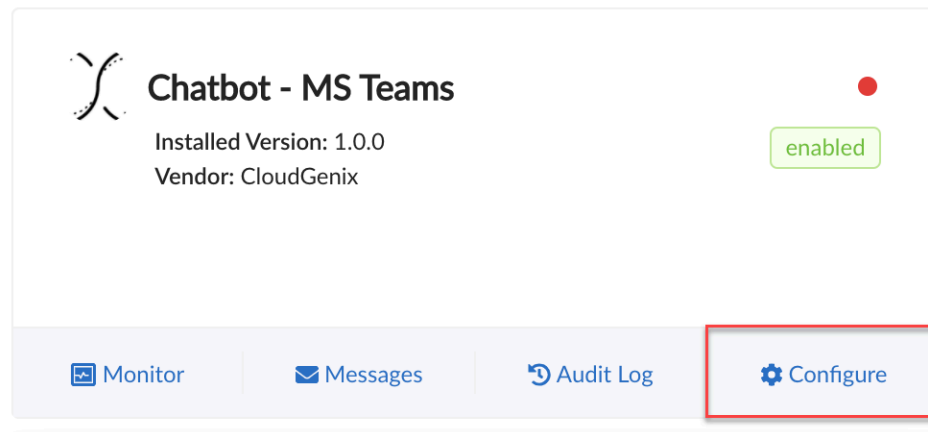 Chatbot - MS Teams
Installed Version: 1.0.0
enabled
Vendor: CloudGenix
Monitor
Messages
Audit Log
Configure